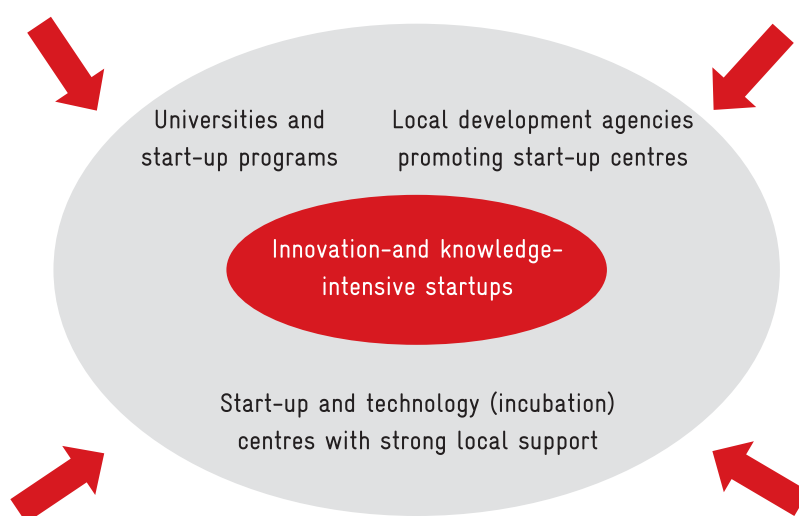 Universities and
start-up programs
Local development agencies
promoting start-up centres
Innovation-and knowledge-
intensive startups
Start-up and technology (incubation)
centres with strong local support